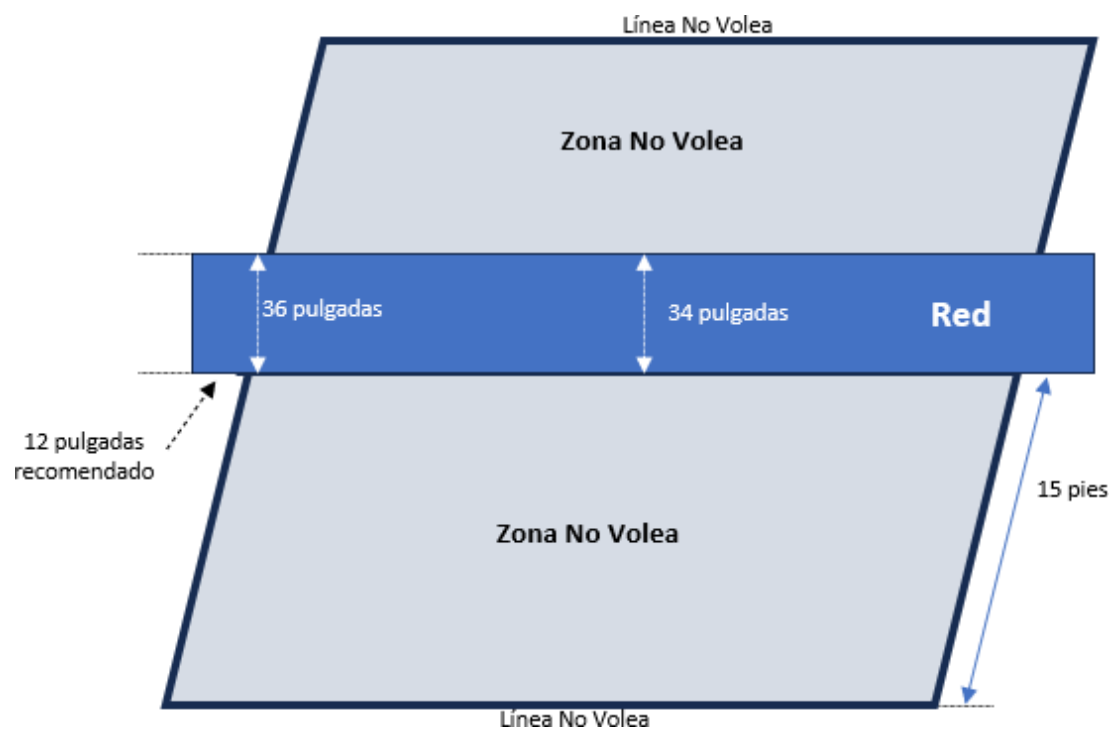 Línea No Volea
Zona No Volea
36 pulgadas
34 pulgadas
Red
12 pulgadas
recomendado
15 pies
Zona No Volea
Línea No Volea